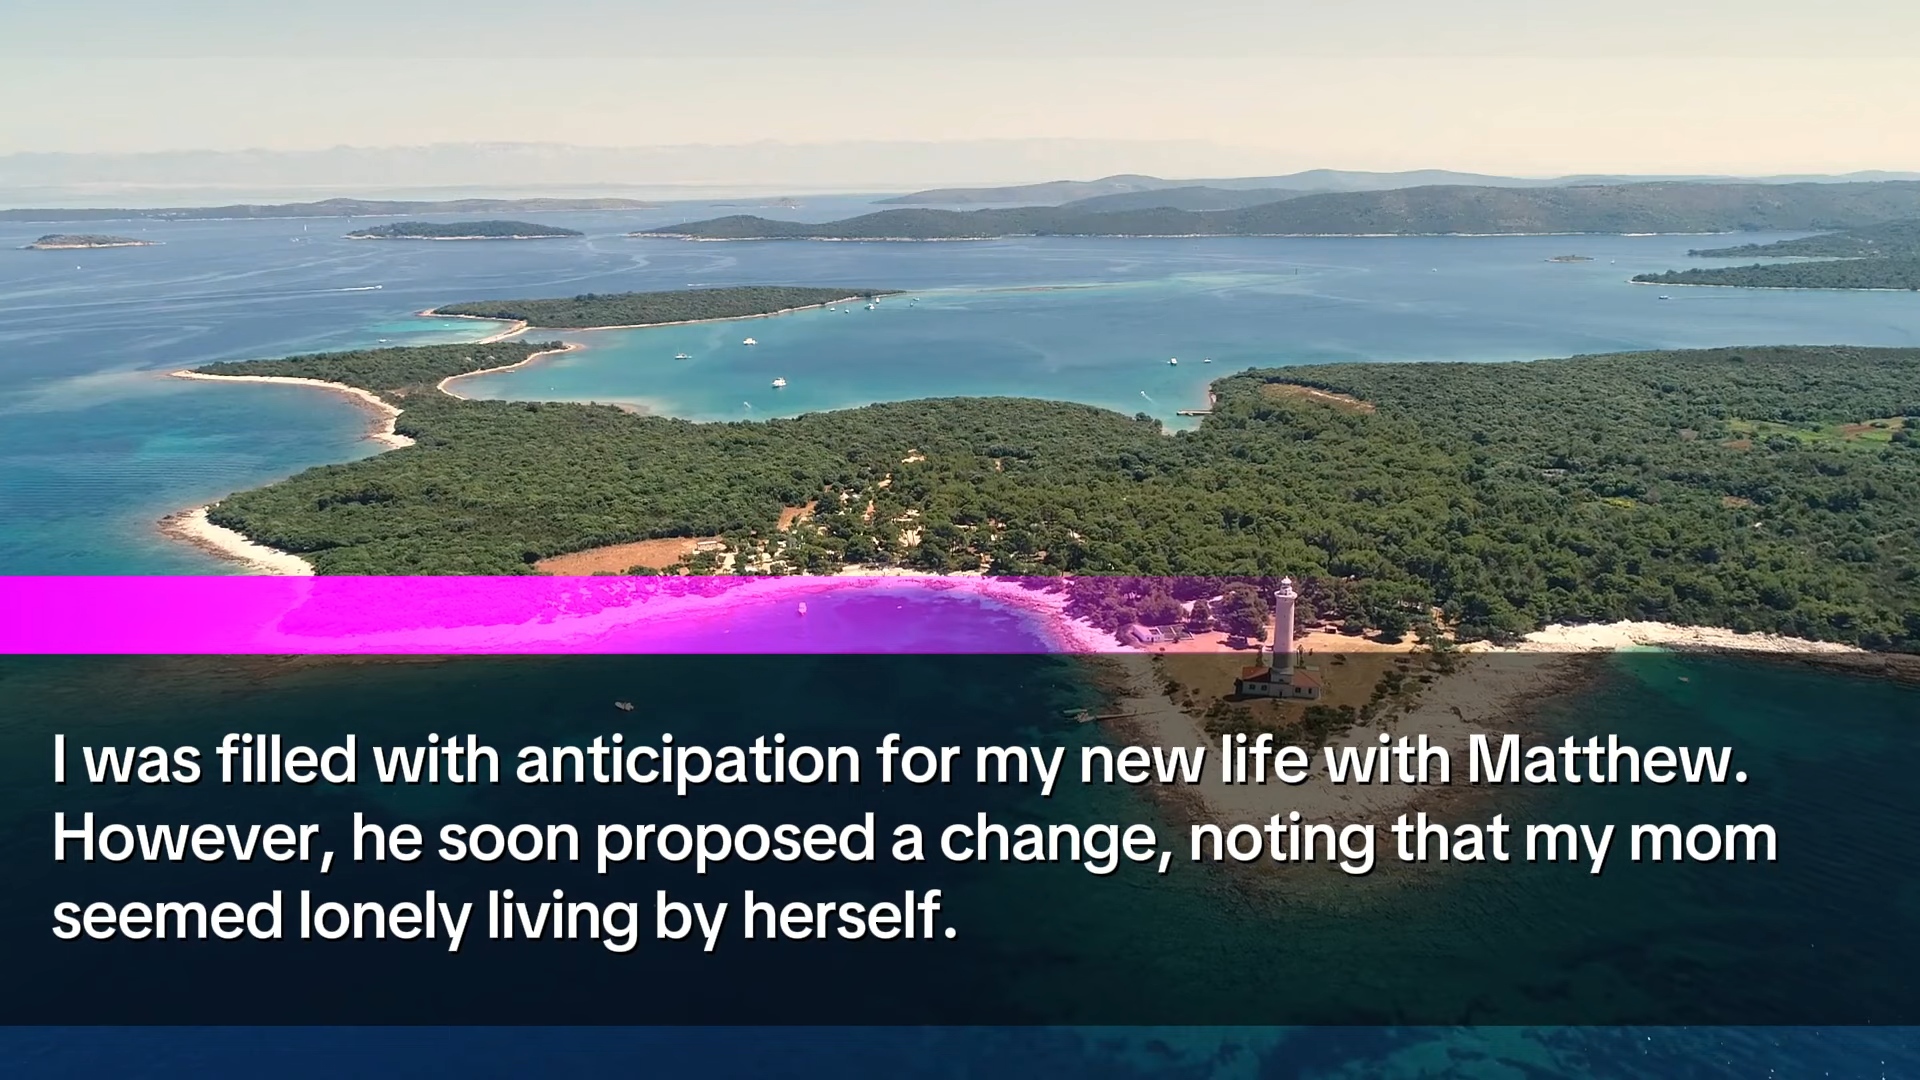 I was filled with anticipation for my new life with Matthew.
However, he soon proposed a change, noting that my mom
seemed lonely living by herself.